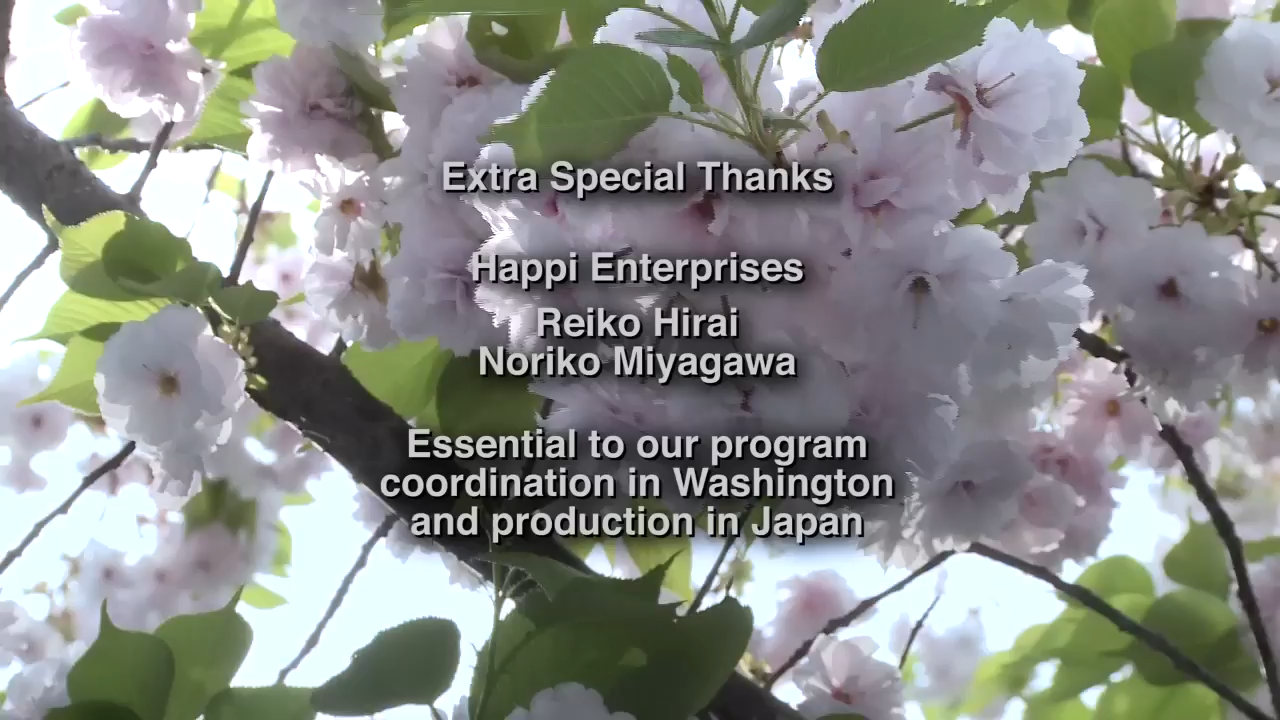 Extra Special Thanks
Happi Enterprises
Reiko Hirai
Noriko Miyagawa
Essential to our program
coordination in Washington
and production in Japan